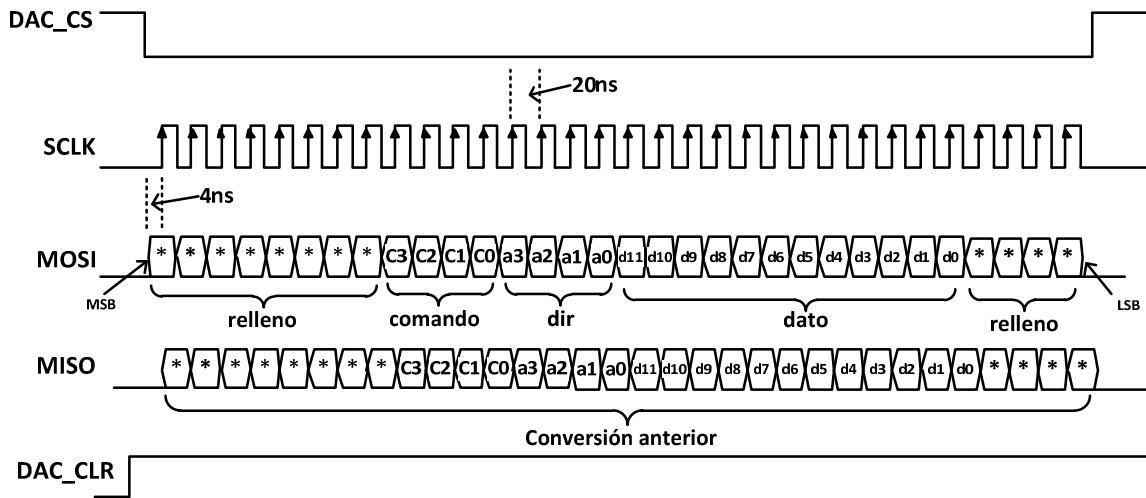 DAC_CS
20ns
SCLK
4ns
MOSI * * * * * * * * C3 C2 C1 C0 a3 a2 a1 a0 d11 d10 d9 d8 d7 d6 d5 d4 d3 d2 d1 d0 * * * *
MSB LSB
relleno comando dir dato relleno
MISO * * * * * * * * C3 C2 C1 C0 a3 a2 a1 a0 d11 d10 d9 d8 d7 d6 d5 d4 d3 d2 d1 d0 * * * *
Conversión anterior
DAC_CLR